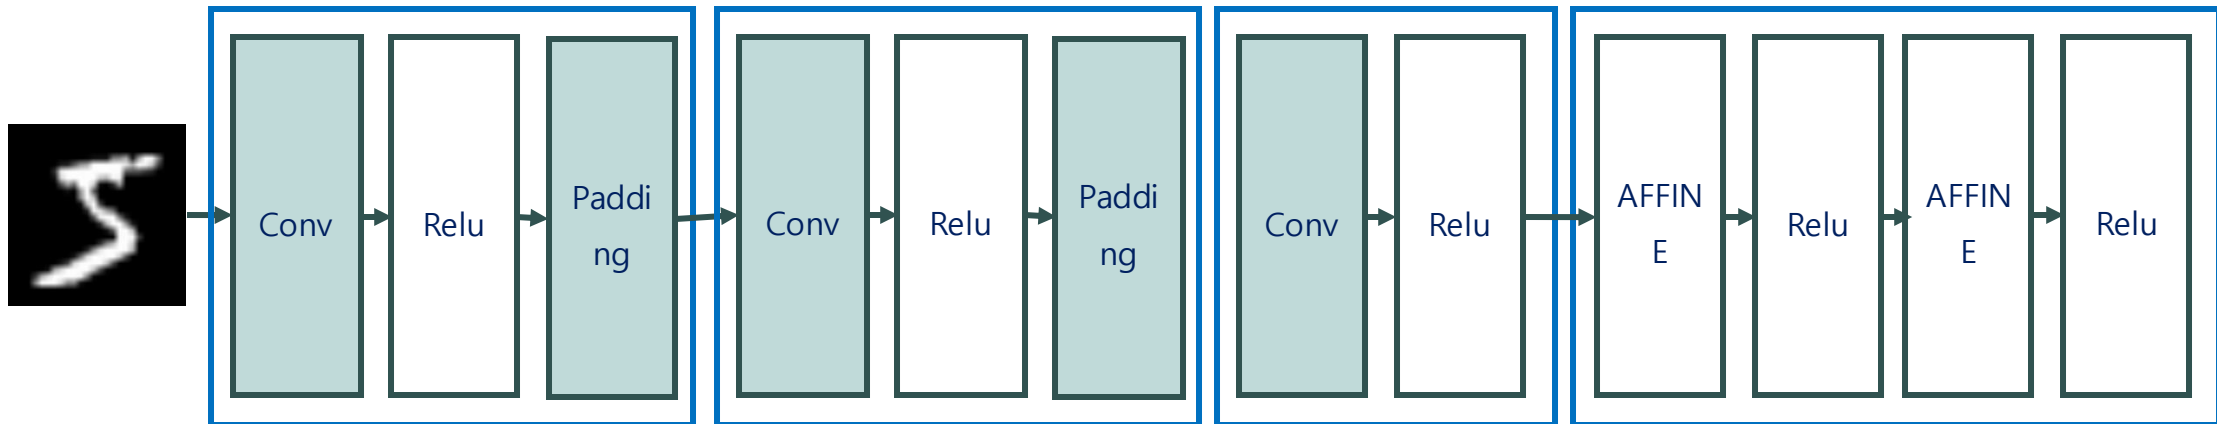 Conv
Relu
Paddi
ng
Conv
Relu
Paddi
ng
Conv
Relu
AFFIN
E
Relu
AFFIN
E
Relu